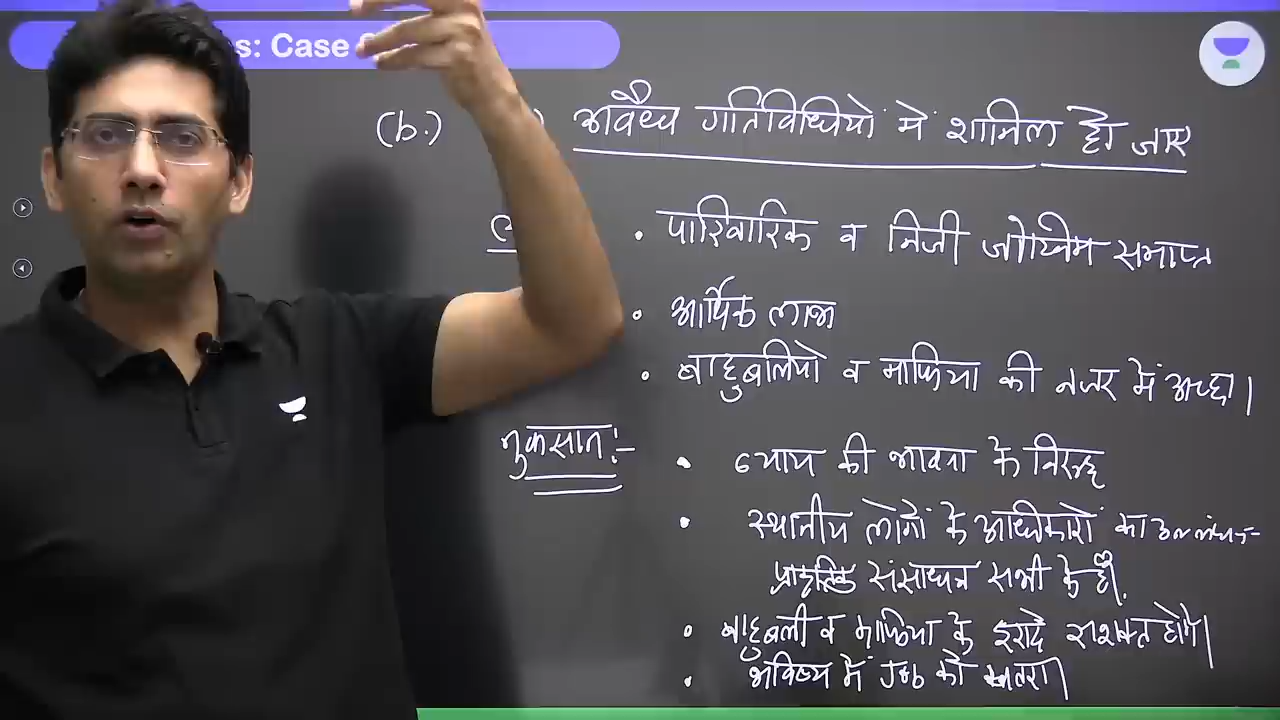 s: Case
(b.) अवैध्य गतिविधियों में शामिल हो जाए
• पारिवारिक व निजी जोखिम समाप्त
• आर्थिक लाभ
• बाहुबलियों व माफिया की नजर में अच्छा।
नुकसान:-
• न्याय की भावना के विरूद्ध
• स्थानीय लोगों के अधिकारों का
प्राकृतिक संसाधन सभी के हैं.
• बाहुबली व माफिया के इरादे सशक्त होंगे।
• भविष्य में Job को खतरा।